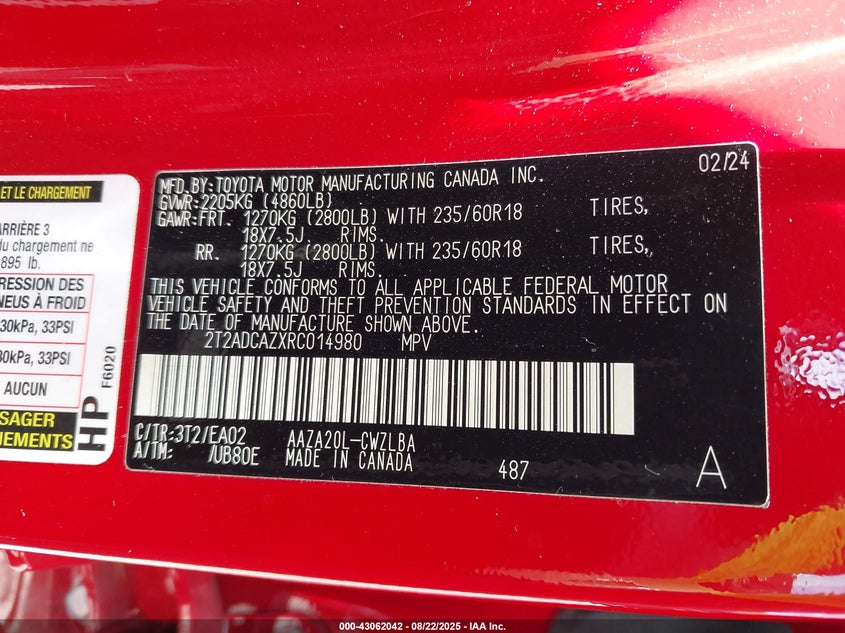 ET LE CHARGEMENT
ARRIÈRE 3
du chargement ne
895 lb.
RESSION DES
NEUS À FROID
30kPa, 33PSI
30kPa, 33PSI
AUCUN
SAGER
NEMENTS
HP
F6020
02/24
MFD.BY:TOYOTA MOTOR MANUFACTURING CANADA INC.
GVWR:2205KG (4860LB)
GAWR:FRT. 1270KG (2800LB) WITH 235/60R18 TIRES,
18X7.5J RIMS.
RR. 1270KG (2800LB) WITH 235/60R18 TIRES,
18X7.5J RIMS.
THIS VEHICLE CONFORMS TO ALL APPLICABLE FEDERAL MOTOR
VEHICLE SAFETY AND THEFT PREVENTION STANDARDS IN EFFECT ON
THE DATE OF MANUFACTURE SHOWN ABOVE.
2T2ADCAZXRC014980 MPV
C/TR:3T2/EA02 AAZA20L-CWZLBA
A/TM: /UB80E MADE IN CANADA
487
A
000-43062042 - 08/22/2025 - IAA Inc.